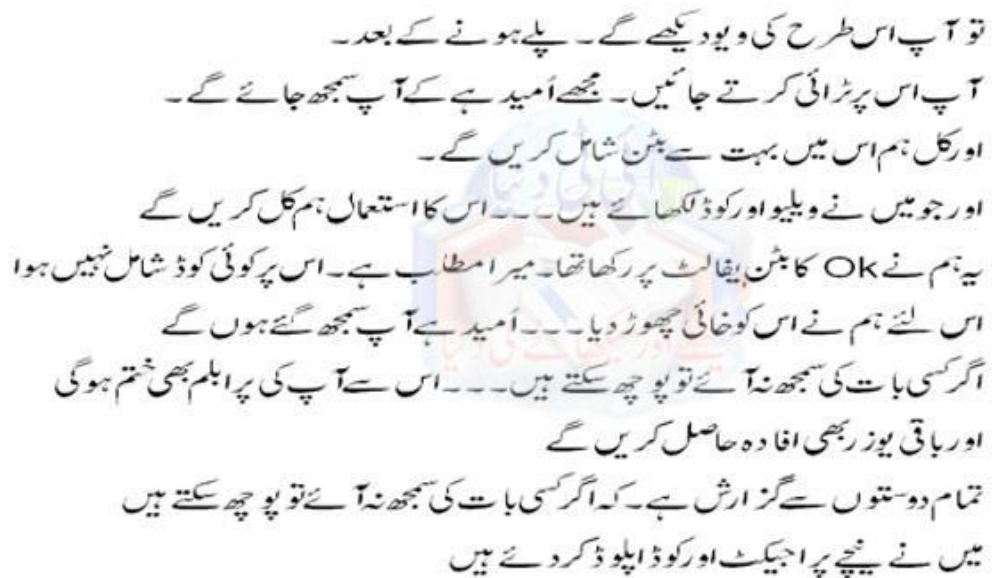 تو آپ اس طرح کی ویو دیکھے گے۔ پلے ہونے کے بعد۔
آپ اس پر ٹرائی کرتے جائیں۔ مجھے اُمید ہے کے آپ سمجھ جائے گے۔
اور کل ہم اس میں بہت سے بٹن شامل کریں گے۔
اور جو میں نے ویلیو اور کوڈ لکھائے ہیں۔۔۔۔اس کا استعمال ہم کل کریں گے
یہ ہم نے Ok کا بٹن یفالٹ پر رکھا تھا۔ میرا مطلب ہے۔ اس پر کوئی کوڈ شامل نہیں ہوا
اس لئے ہم نے اس کو خائی چھوڑ دیا۔۔۔۔اُمید ہے آپ سمجھ گئے ہوں گے
اگر کسی بات کی سمجھ نہ آئے تو پوچھ سکتے ہیں۔۔۔۔اس سے آپ کی پرابلم بھی ختم ہوگی
اور باقی یوزر بھی افادہ حاصل کریں گے
تمام دوستوں سے گزارش ہے۔ کہ اگر کسی بات کی سمجھ نہ آئے تو پوچھ سکتے ہیں
میں نے نیچے پراجیکٹ اور کوڈ اپلوڈ کردئے ہیں
آئی ٹی دنیا